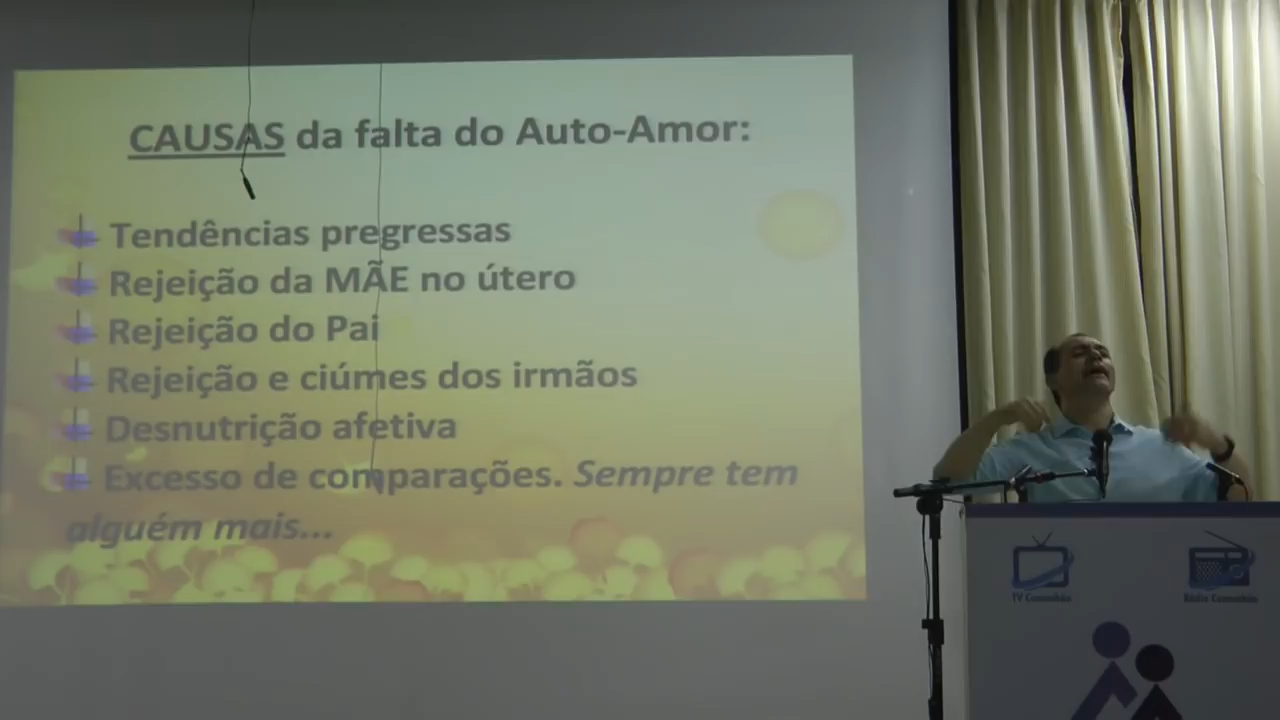 CAUSAS da falta do Auto-Amor:
Tendências pregressas
Rejeição da MÃE no útero
Rejeição do Pai
Rejeição e ciúmes dos irmãos
Desnutrição afetiva
Excesso de comparações. Sempre tem
alguém mais...
TV Comunhão
Rádio Comunhão